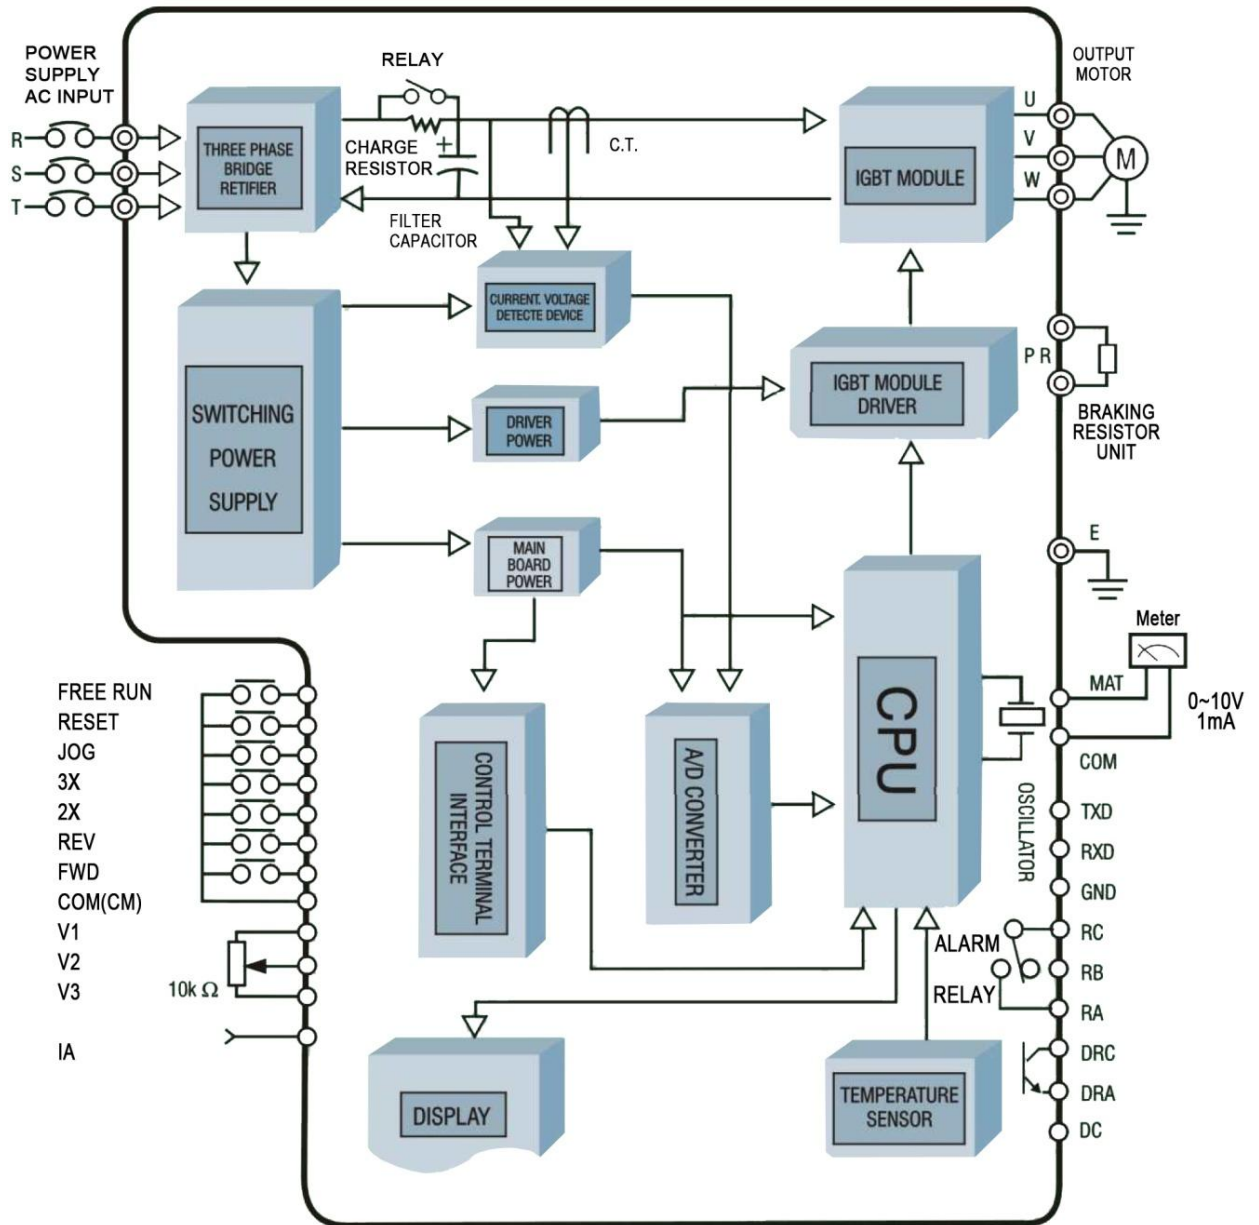 POWER
SUPPLY
AC INPUT
R
S
T
THREE PHASE
BRIDGE
RETIFIER
RELAY
CHARGE
RESISTOR
+
FILTER
CAPACITOR
C.T.
IGBT MODULE
OUTPUT
MOTOR
U
V
W
M
CURRENT. VOLTAGE
DETECTE DEVICE
SWITCHING
POWER
SUPPLY
DRIVER
POWER
IGBT MODULE
DRIVER
P R
BRAKING
RESISTOR
UNIT
MAIN
BOARD
POWER
E
Meter
MAT
0~10V
1mA
COM
FREE RUN
RESET
JOG
3X
2X
REV
FWD
COM(CM)
V1
V2
V3
10k Ω
IA
CONTROL TERMINAL
INTERFACE
A/D CONVERTER
CPU
OSCILLATOR
TXD
RXD
GND
RC
ALARM
RB
RELAY
RA
DRC
DRA
DC
DISPLAY
TEMPERATURE
SENSOR